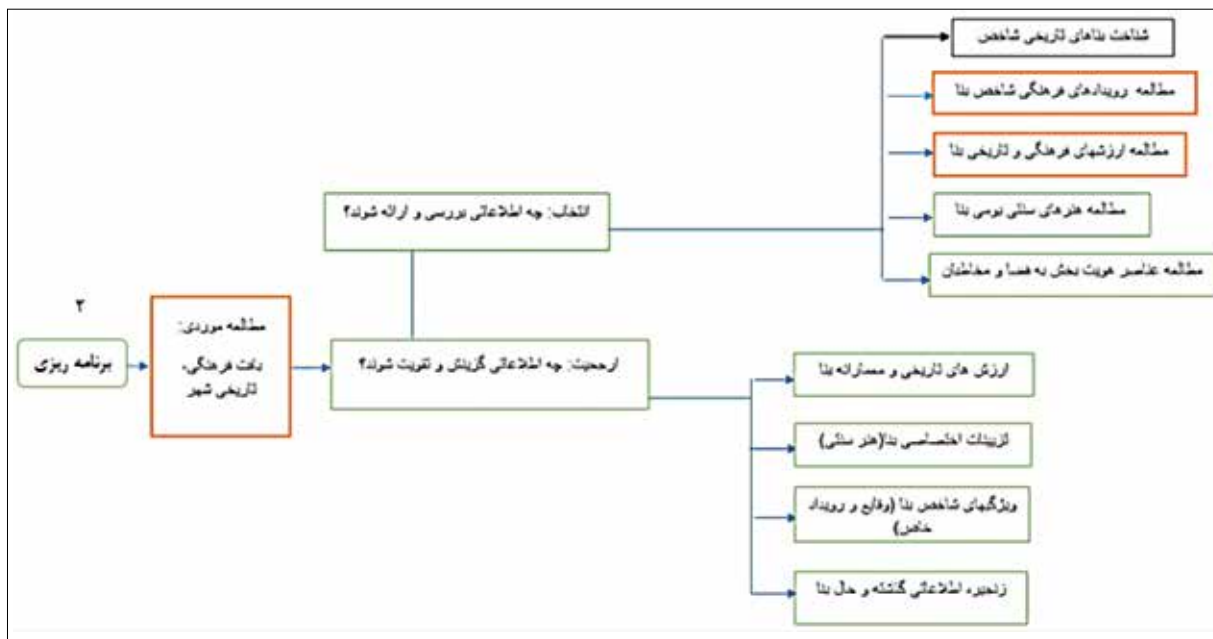 شناخت بناهای تاریخی شاخص
مطالعه رویدادهای فرهنگی شاخص بنا
مطالعه ارزشهای فرهنگی و تاریخی بنا
مطالعه هنرهای سنتی بومی بنا
مطالعه عناصر هویت بخش به فضا و مخاطبان
انتخاب: چه اطلاعاتی بررسی و ارائه شوند؟
۲
برنامه ریزی
مطالعه موردی:
بافت فرهنگی،
تاریخی شهر
ارجحیت: چه اطلاعاتی گزینش و تقویت شوند؟
ارزش های تاریخی و معمارانه بنا
تزیینات اختصاصی بنا(هنر سنتی)
ویژگیهای شاخص بنا (وقایع و رویداد
خاص)
زنجیره اطلاعاتی گذشته و حال بنا